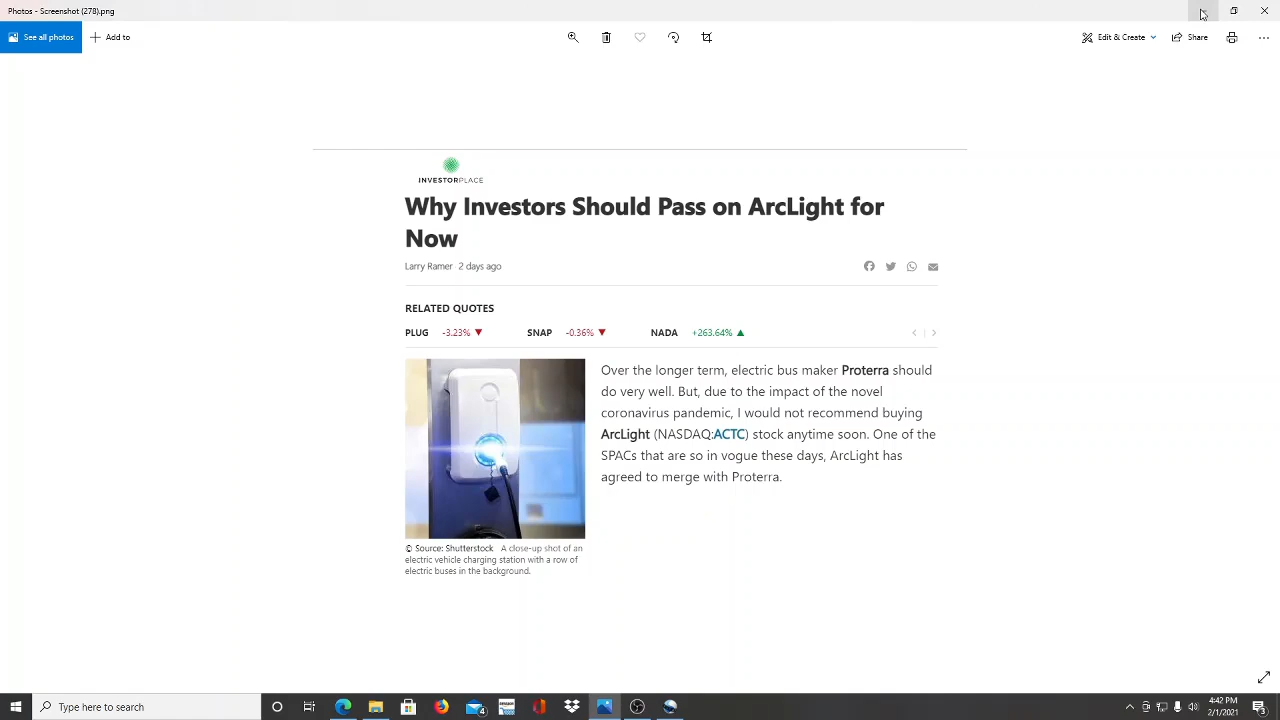 Photos - Screenshot (278).png
See all photos
Add to
Edit & Create
Share
INVESTORPLACE
Why Investors Should Pass on ArcLight for
Now
Larry Ramer 2 days ago
RELATED QUOTES
PLUG -3.23% ▼ SNAP -0.36% ▼ NADA +263.64% ▲
Over the longer term, electric bus maker Proterra should
do very well. But, due to the impact of the novel
coronavirus pandemic, I would not recommend buying
ArcLight (NASDAQ:ACTC) stock anytime soon. One of the
SPACs that are so in vogue these days, ArcLight has
agreed to merge with Proterra.
© Source: Shutterstock A close-up shot of an
electric vehicle charging station with a row of
electric buses in the background.
Type here to search
4
4:42 PM
2/1/2021